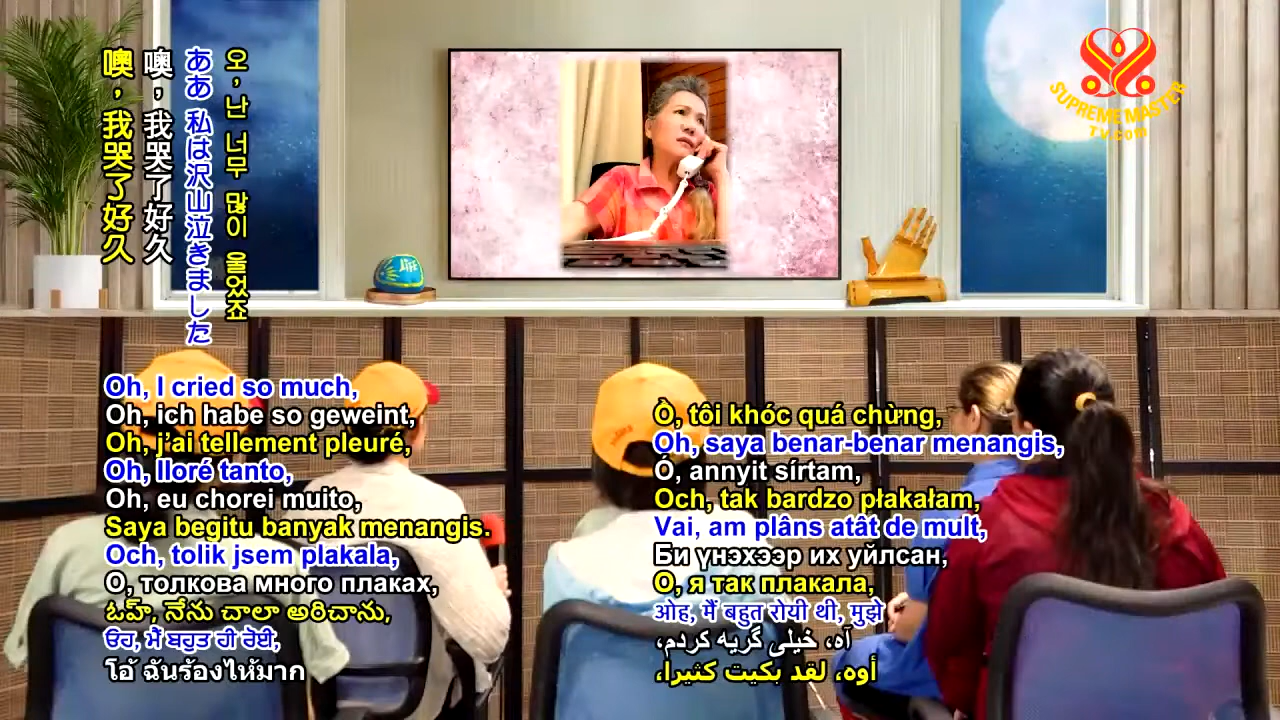 SUPREME MASTER
TV.com
噢，我哭了好久
噢，我哭了好久
ああ 私は沢山泣きました
오, 난 너무 많이 울었죠
Oh, I cried so much,
Oh, ich habe so geweint,
Oh, j'ai tellement pleuré,
Oh, lloré tanto,
Oh, eu chorei muito,
Saya begitu banyak menangis.
Och, tolik jsem plakala,
О, толкова много плаках,
ఓహ్, నేను చాలా అరిచాను,
ਓਹ, ਮੈਂ ਬਹੁਤ ਹੀ ਰੋਈ,
โอ้ ฉันร้องไห้มาก
Ồ, tôi khóc quá chừng,
Oh, saya benar-benar menangis,
Ó, annyit sírtam,
Och, tak bardzo płakałam,
Vai, am plâns atât de mult,
Би үнэхээр их уйлсан,
О, я так плакала,
ओह, मैं बहुत रोयी थी, मुझे
آه، خیلی گریه کردم،
أوه، لقد بكيت كثيرا،